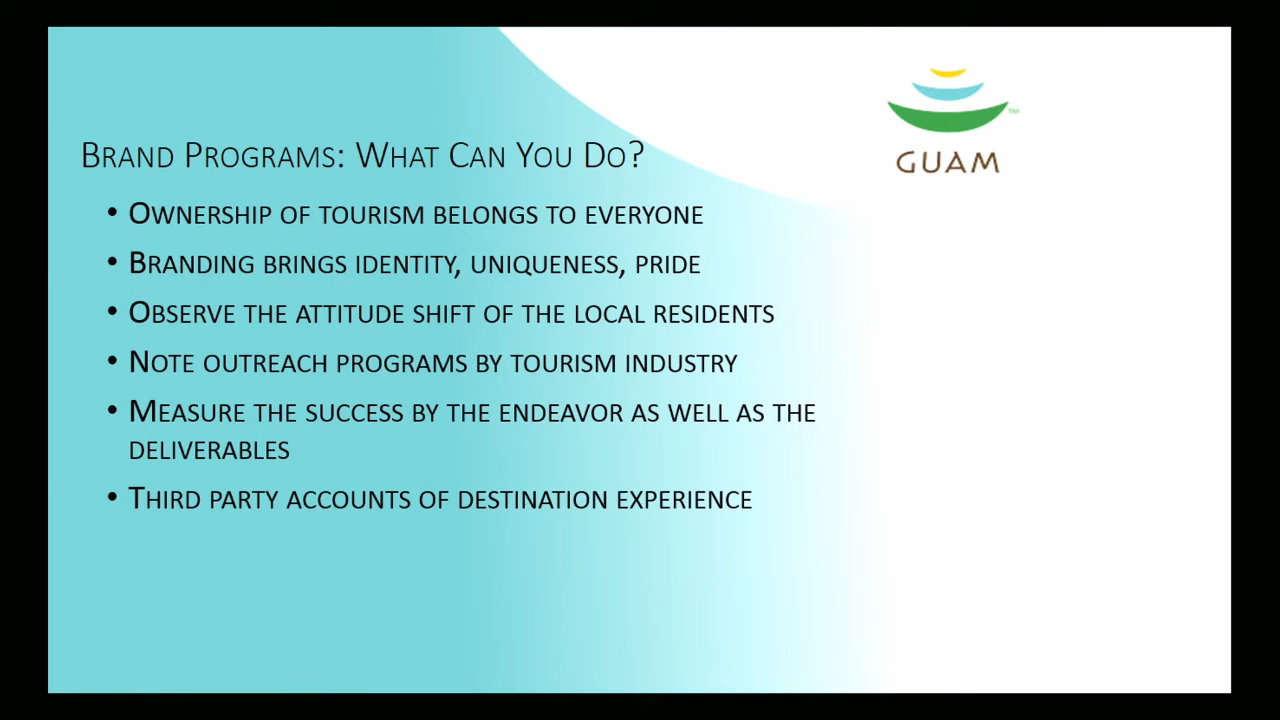 Brand Programs: What Can You Do?
• Ownership of tourism belongs to everyone
• Branding brings identity, uniqueness, pride
• Observe the attitude shift of the local residents
• Note outreach programs by tourism industry
• Measure the success by the endeavor as well as the
deliverables
• Third party accounts of destination experience
TM
GUAM